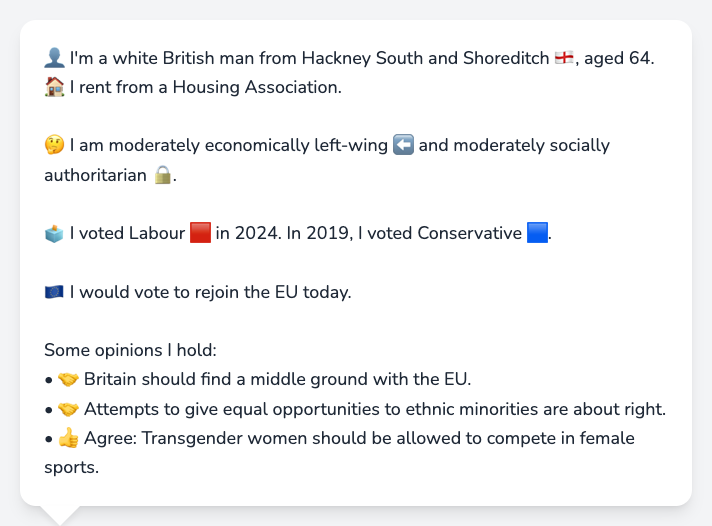 👤 I'm a white British man from Hackney South and Shoreditch 🏴󠁧󠁢󠁥󠁮󠁧󠁿, aged 64.
🏠 I rent from a Housing Association.
🤔 I am moderately economically left-wing ⬅️ and moderately socially
authoritarian 🔒.
🗳️ I voted Labour 🟥 in 2024. In 2019, I voted Conservative 🟦.
🇪🇺 I would vote to rejoin the EU today.
Some opinions I hold:
• 🤝 Britain should find a middle ground with the EU.
• 🤝 Attempts to give equal opportunities to ethnic minorities are about right.
• 👍 Agree: Transgender women should be allowed to compete in female
sports.